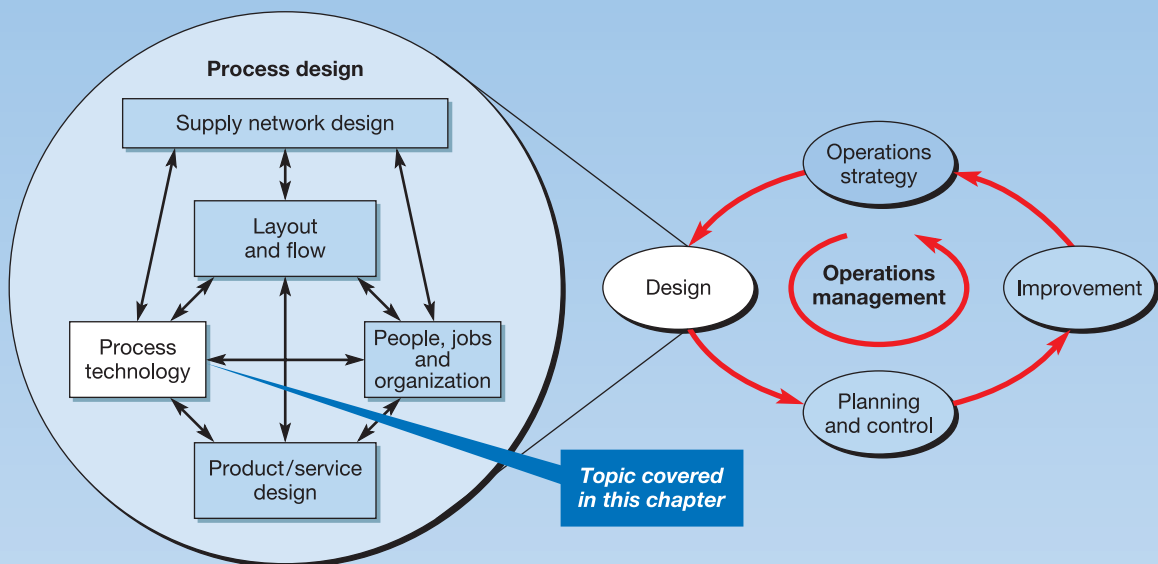 Process design
Supply network design
Layout
and flow
Process
technology
People, jobs
and
organization
Product/service
design
Topic covered
in this chapter
Operations
strategy
Design
Operations
management
Improvement
Planning
and control